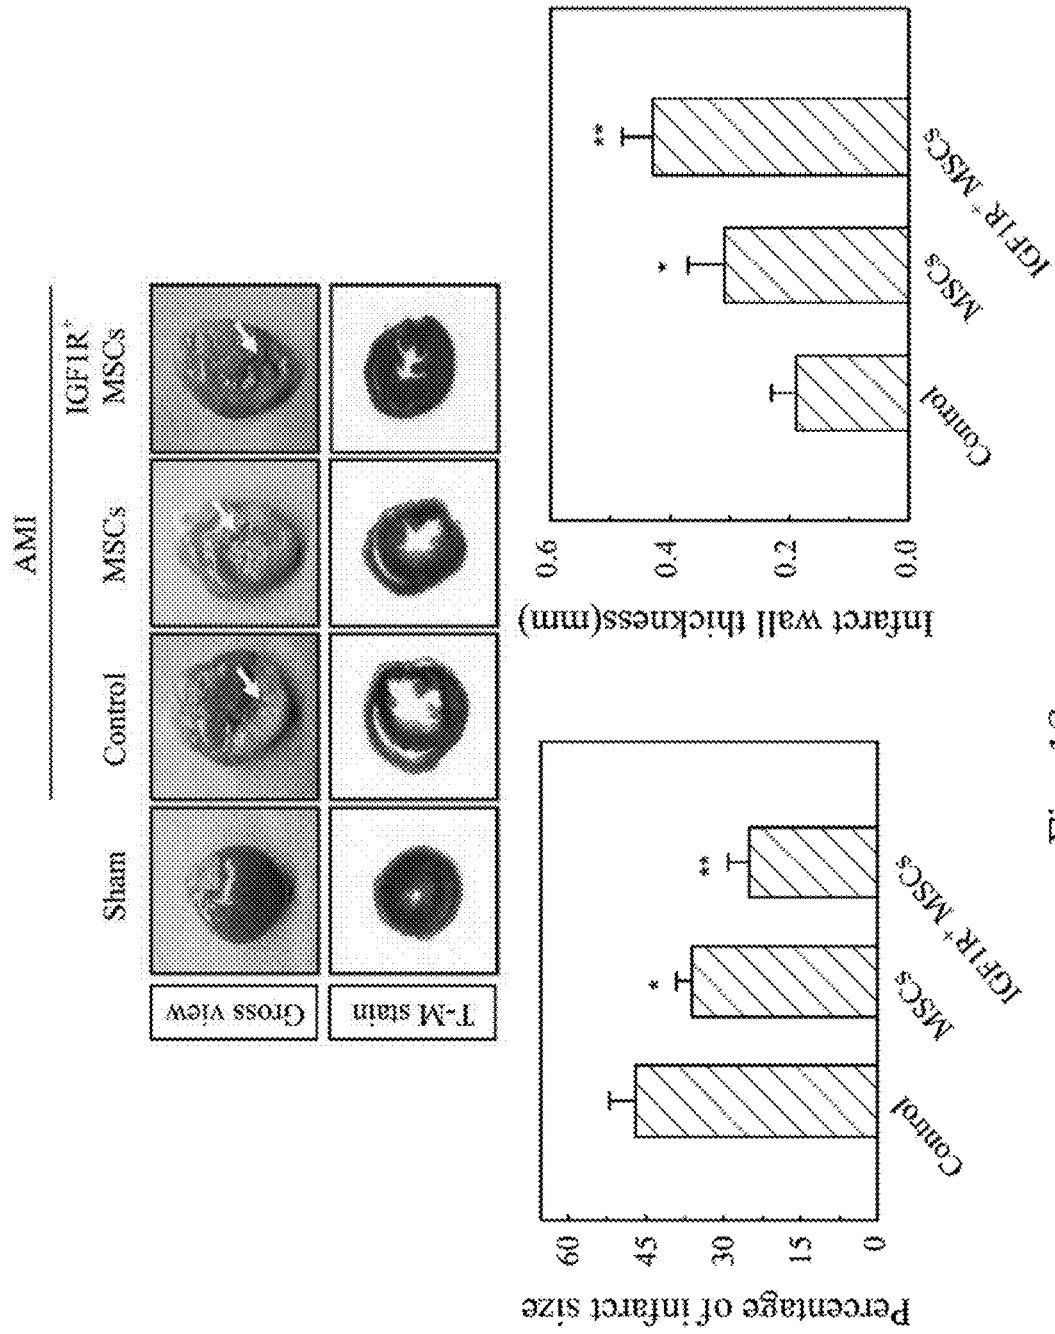 AMI
Sham
Control
MSCs
IGF1R+
MSCs
Gross view
T-M stain
Percentage of infarct size
60
45
30
15
0
**
*
Control
MSCs
IGF1R+ MSCs
Infarct wall thickness(mm)
0.6
0.4
0.2
0.0
**
*
Control
MSCs
IGF1R+ MSCs